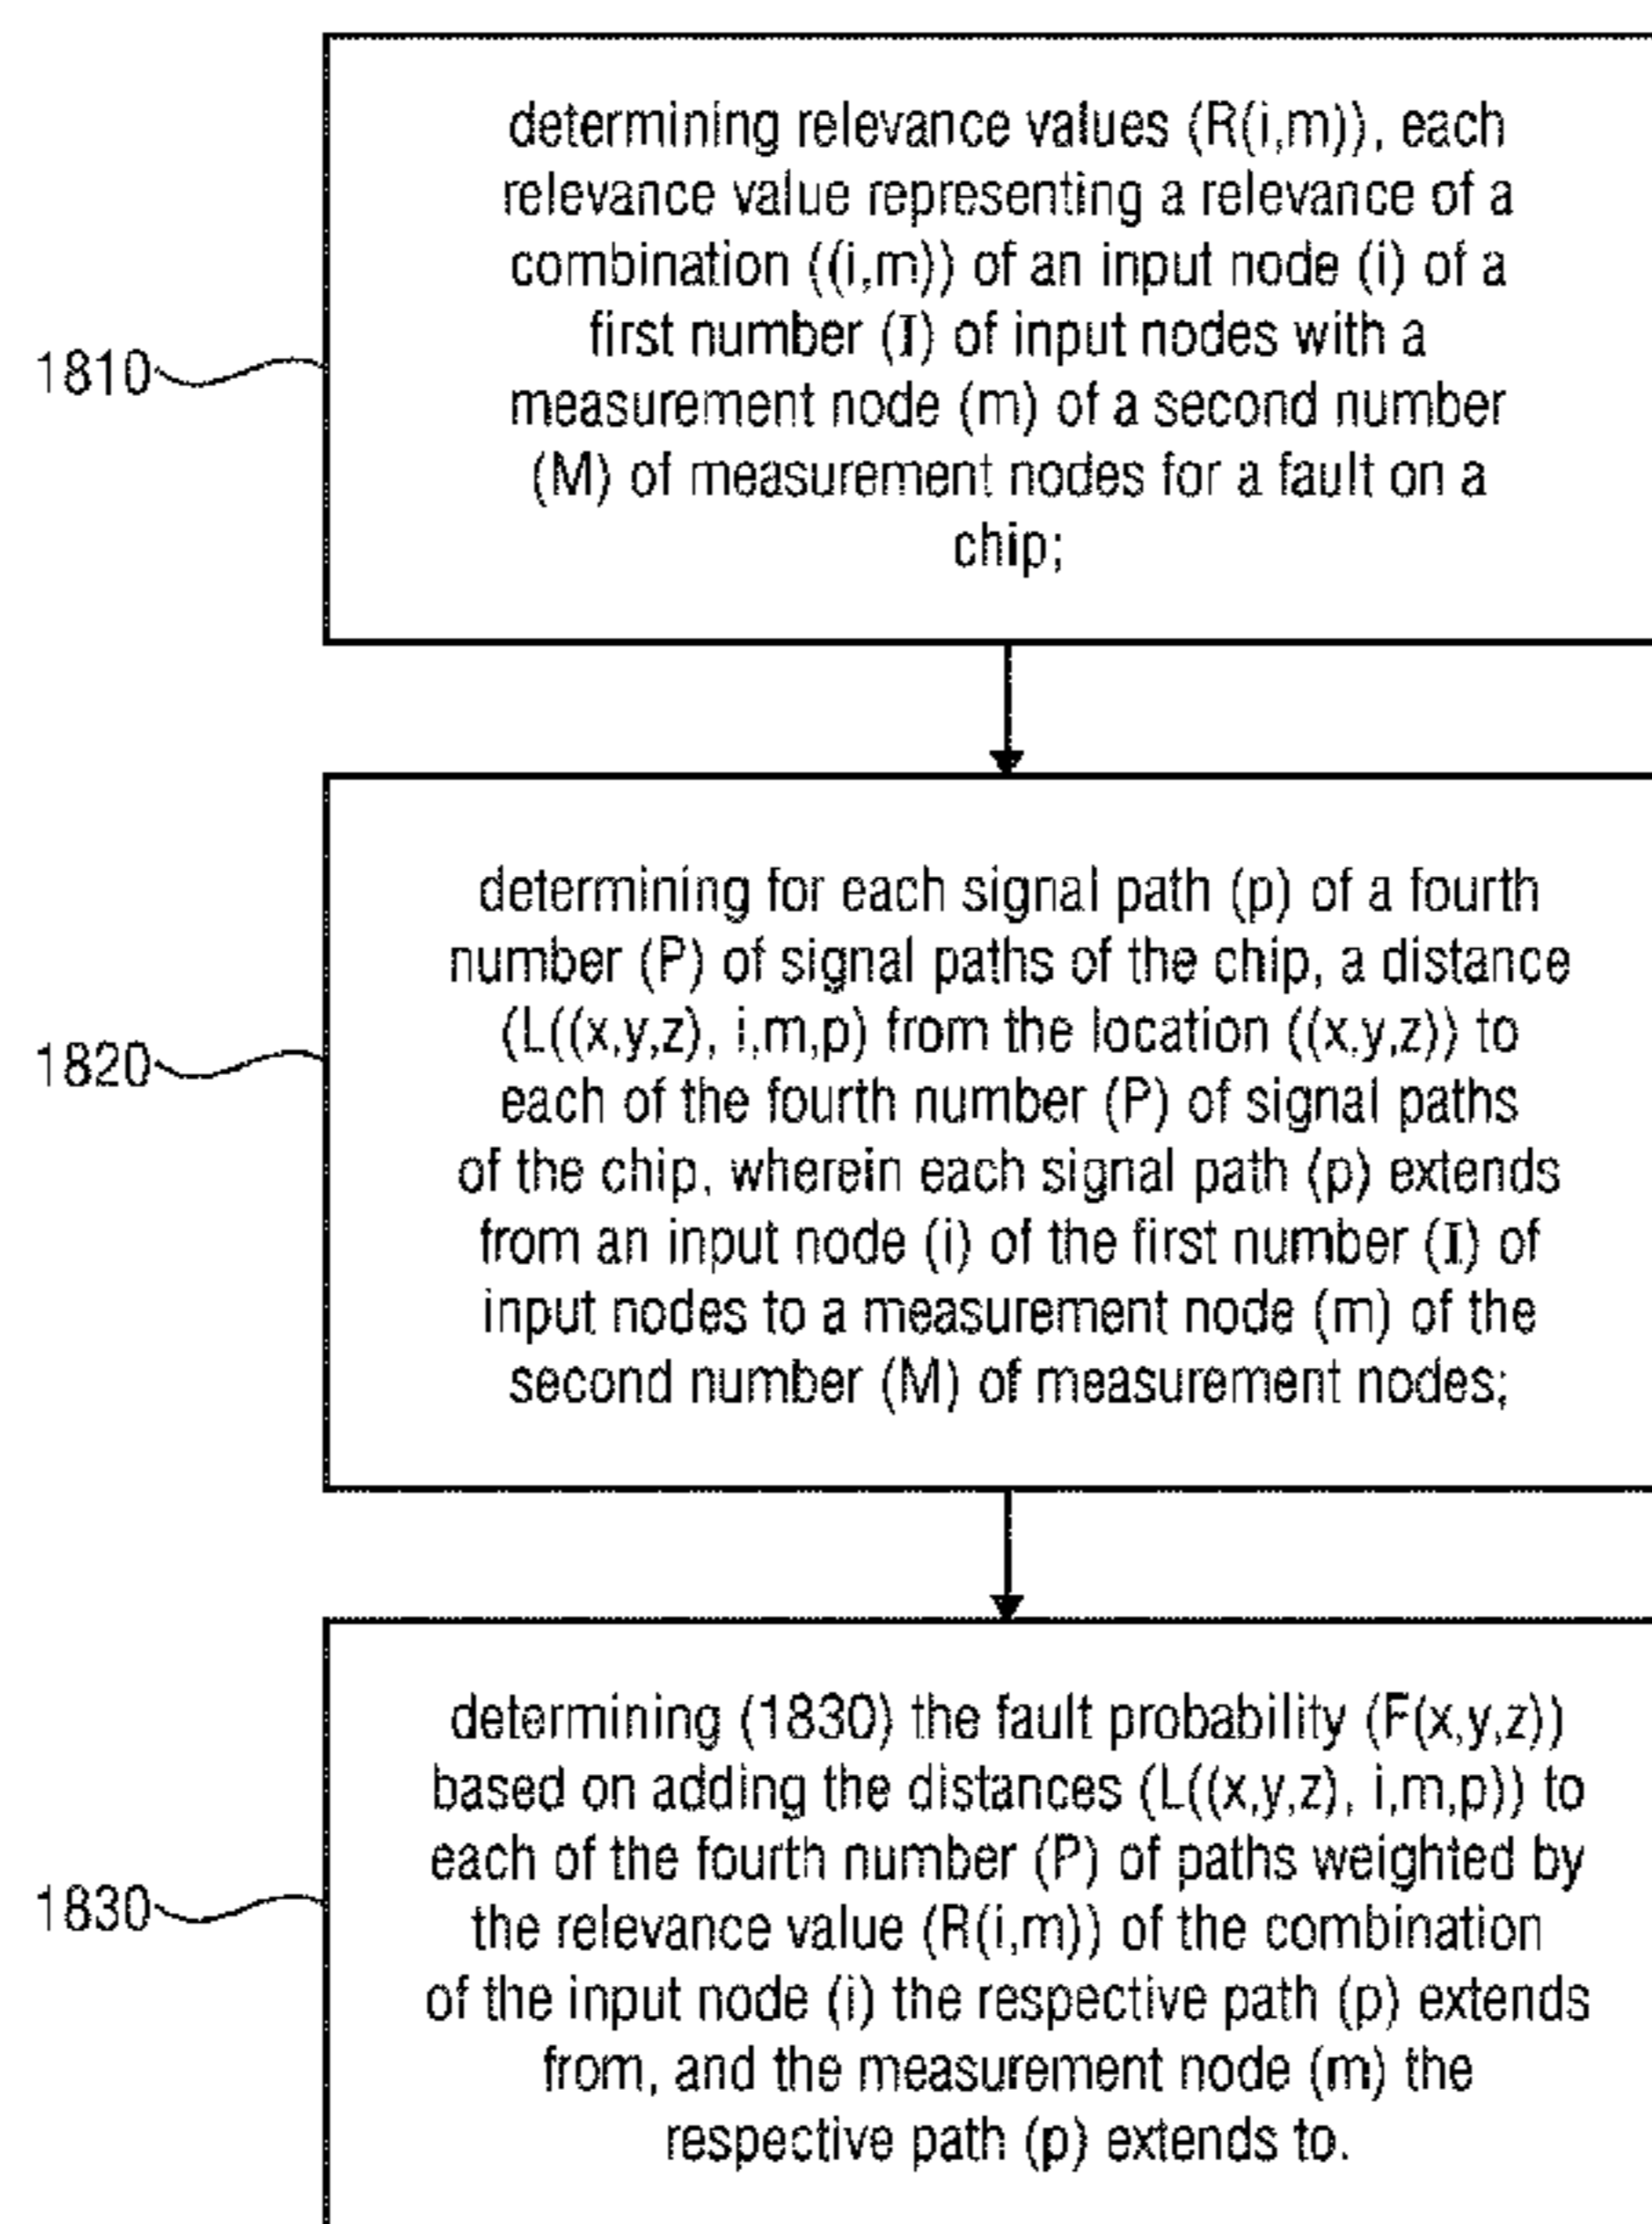 determining relevance values (R(i,m)), each
relevance value representing a relevance of a
combination ((i,m)) of an input node (i) of a
first number (I) of input nodes with a
measurement node (m) of a second number
(M) of measurement nodes for a fault on a
chip;
1810
determining for each signal path (p) of a fourth
number (P) of signal paths of the chip, a distance
(L((x,y,z), i,m,p) from the location ((x,y,z)) to
each of the fourth number (P) of signal paths
of the chip, wherein each signal path (p) extends
from an input node (i) of the first number (I) of
input nodes to a measurement node (m) of the
second number (M) of measurement nodes;
1820
determining (1830) the fault probability (F(x,y,z))
based on adding the distances (L((x,y,z), i,m,p)) to
each of the fourth number (P) of paths weighted by
the relevance value (R(i,m)) of the combination
of the input node (i) the respective path (p) extends
from, and the measurement node (m) the
respective path (p) extends to.
1830